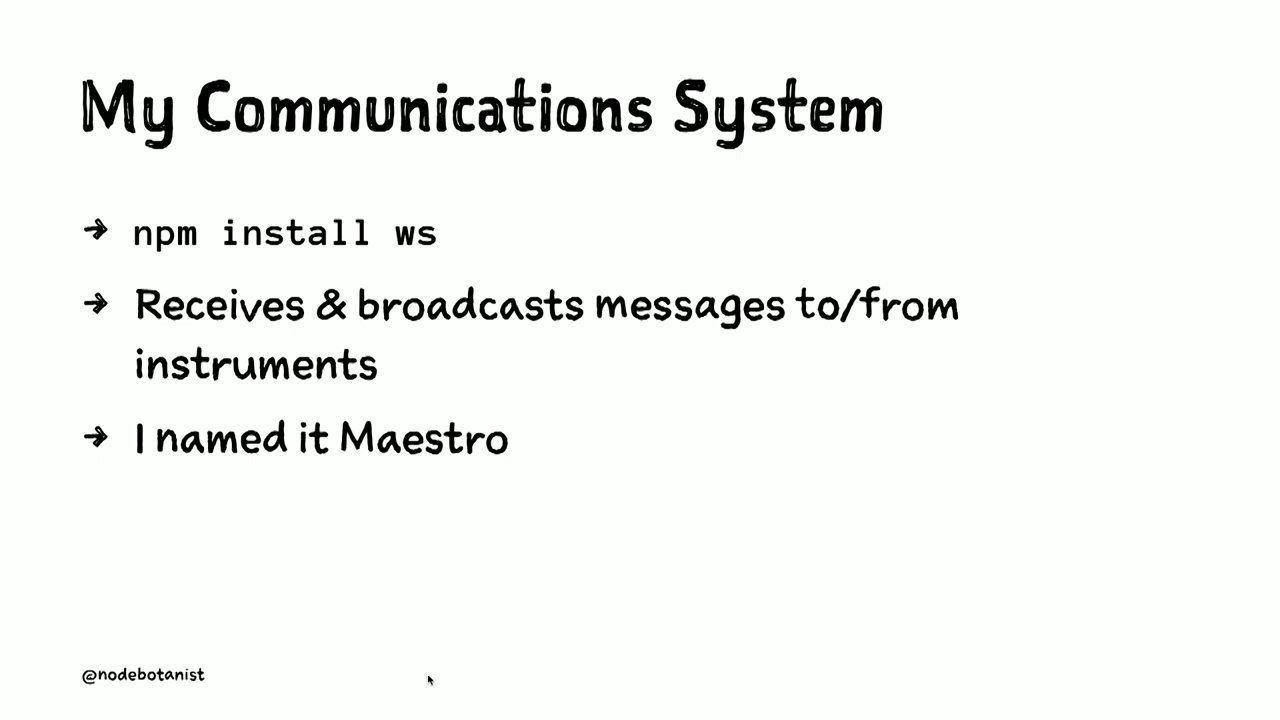 My Communications System
→ npm install ws
→ Receives & broadcasts messages to/from
instruments
→ I named it Maestro
@nodebotanist